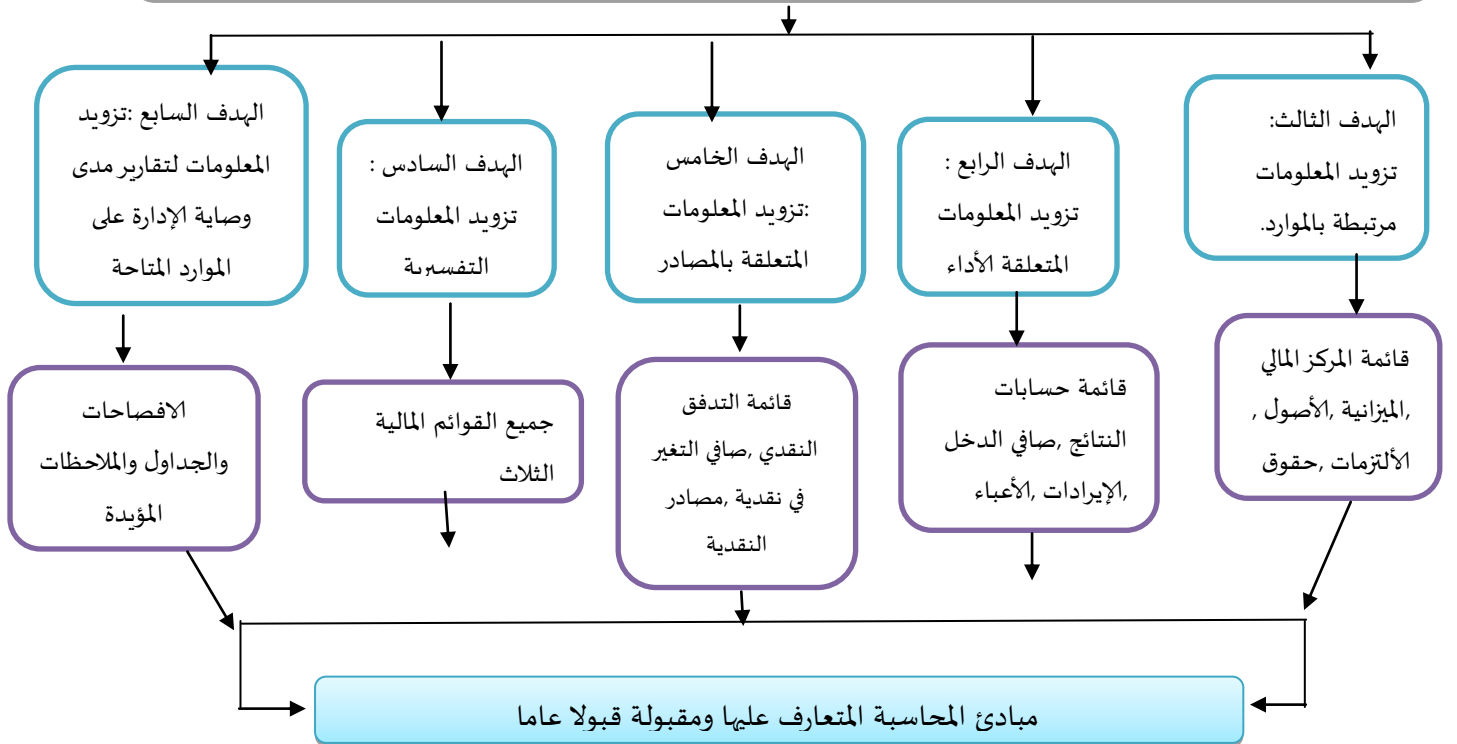 الهدف الثالث:
تزويد المعلومات
مرتبطة بالموارد.
الهدف الرابع :
تزويد المعلومات
المتعلقة الأداء
الهدف الخامس
:تزويد المعلومات
المتعلقة بالمصادر
الهدف السادس :
تزويد المعلومات
التفسيرية
الهدف السابع :تزويد
المعلومات لتقارير مدى
وصاية الإدارة على
الموارد المتاحة
قائمة المركز المالي
,الميزانية ,الأصول ,
الألتزمات ,حقوق
قائمة حسابات
النتائج ,صافي الدخل
,الإيرادات ,الأعباء
قائمة التدفق
النقدي ,صافي التغير
في نقدية ,مصادر
النقدية
جميع القوائم المالية
الثلاث
الافصاحات
والجداول والملاحظات
المؤيدة
مبادئ المحاسبة المتعارف عليها ومقبولة قبولا عاما